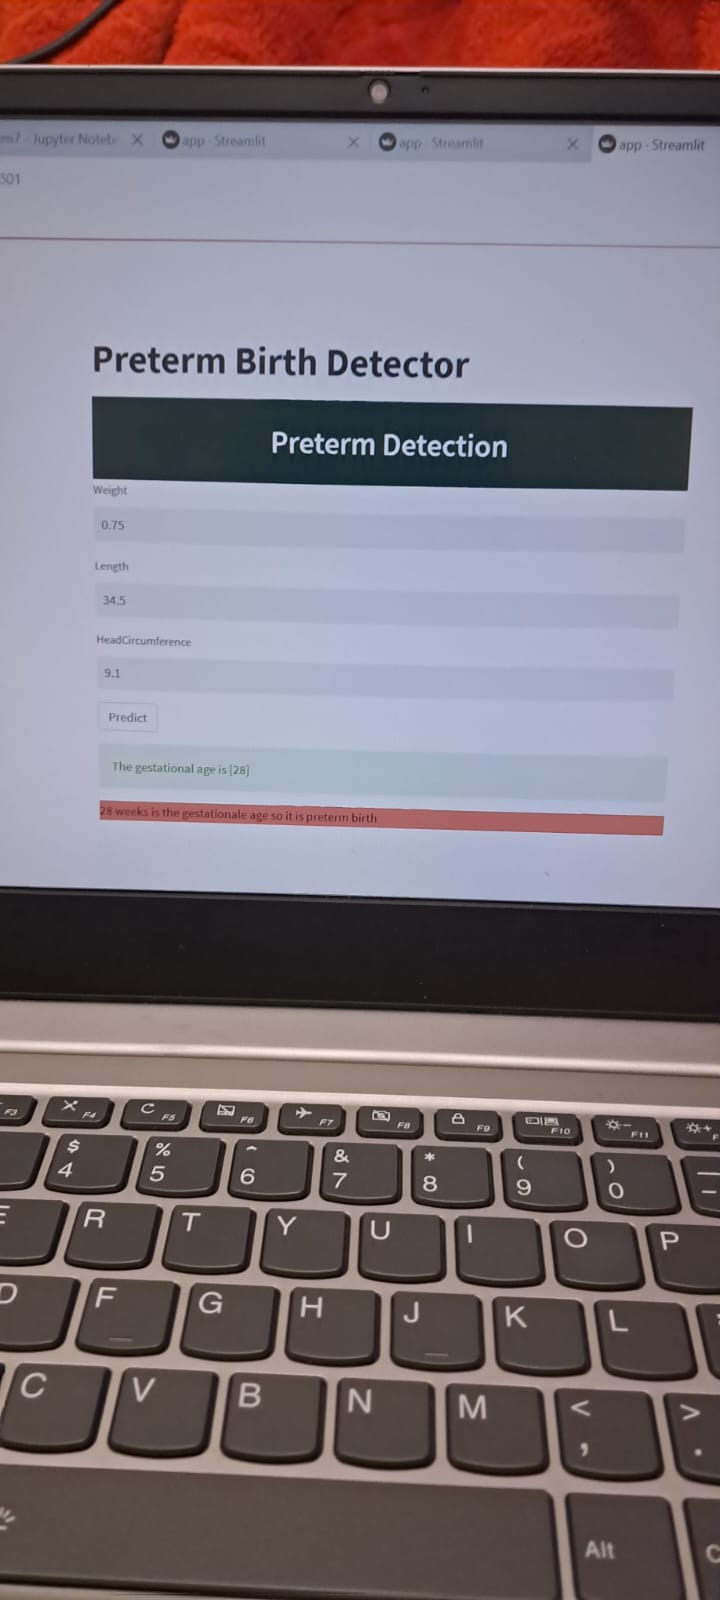 m7 - Jupyter Noteb
app - Streamlit
app - Streamlit
app - Streamlit
501
Preterm Birth Detector
Preterm Detection
Weight
0.75
Length
34.5
HeadCircumference
9.1
Predict
The gestational age is [28]
28 weeks is the gestationale age so it is preterm birth
F3 F4 F5 F6 F7 F8 F9 F10 F11 F
$ % ^ & * ( )
4 5 6 7 8 9 0
E R T Y U I O P
D F G H J K L
C V B N M < , > .
Alt C